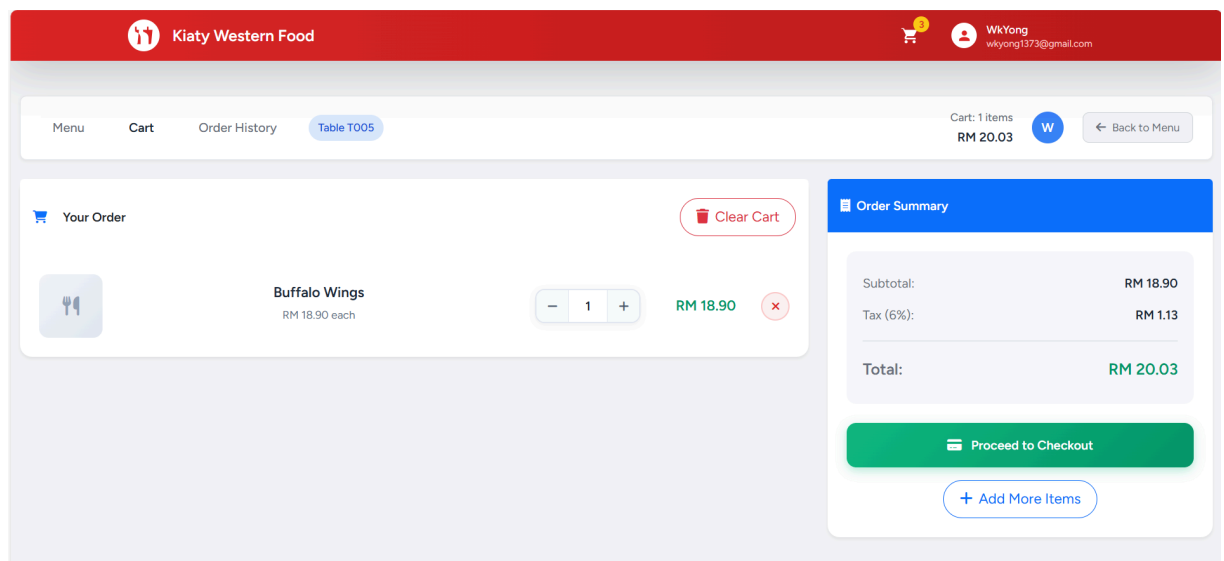 Kiaty Western Food
3
WkYong
wkyong1373@gmail.com
Menu
Cart
Order History
Table T005
Cart: 1 items
RM 20.03
W
Back to Menu
Your Order
Clear Cart
Buffalo Wings
RM 18.90 each
− 1 +
RM 18.90
Order Summary
Subtotal: RM 18.90
Tax (6%): RM 1.13
Total: RM 20.03
Proceed to Checkout
+ Add More Items